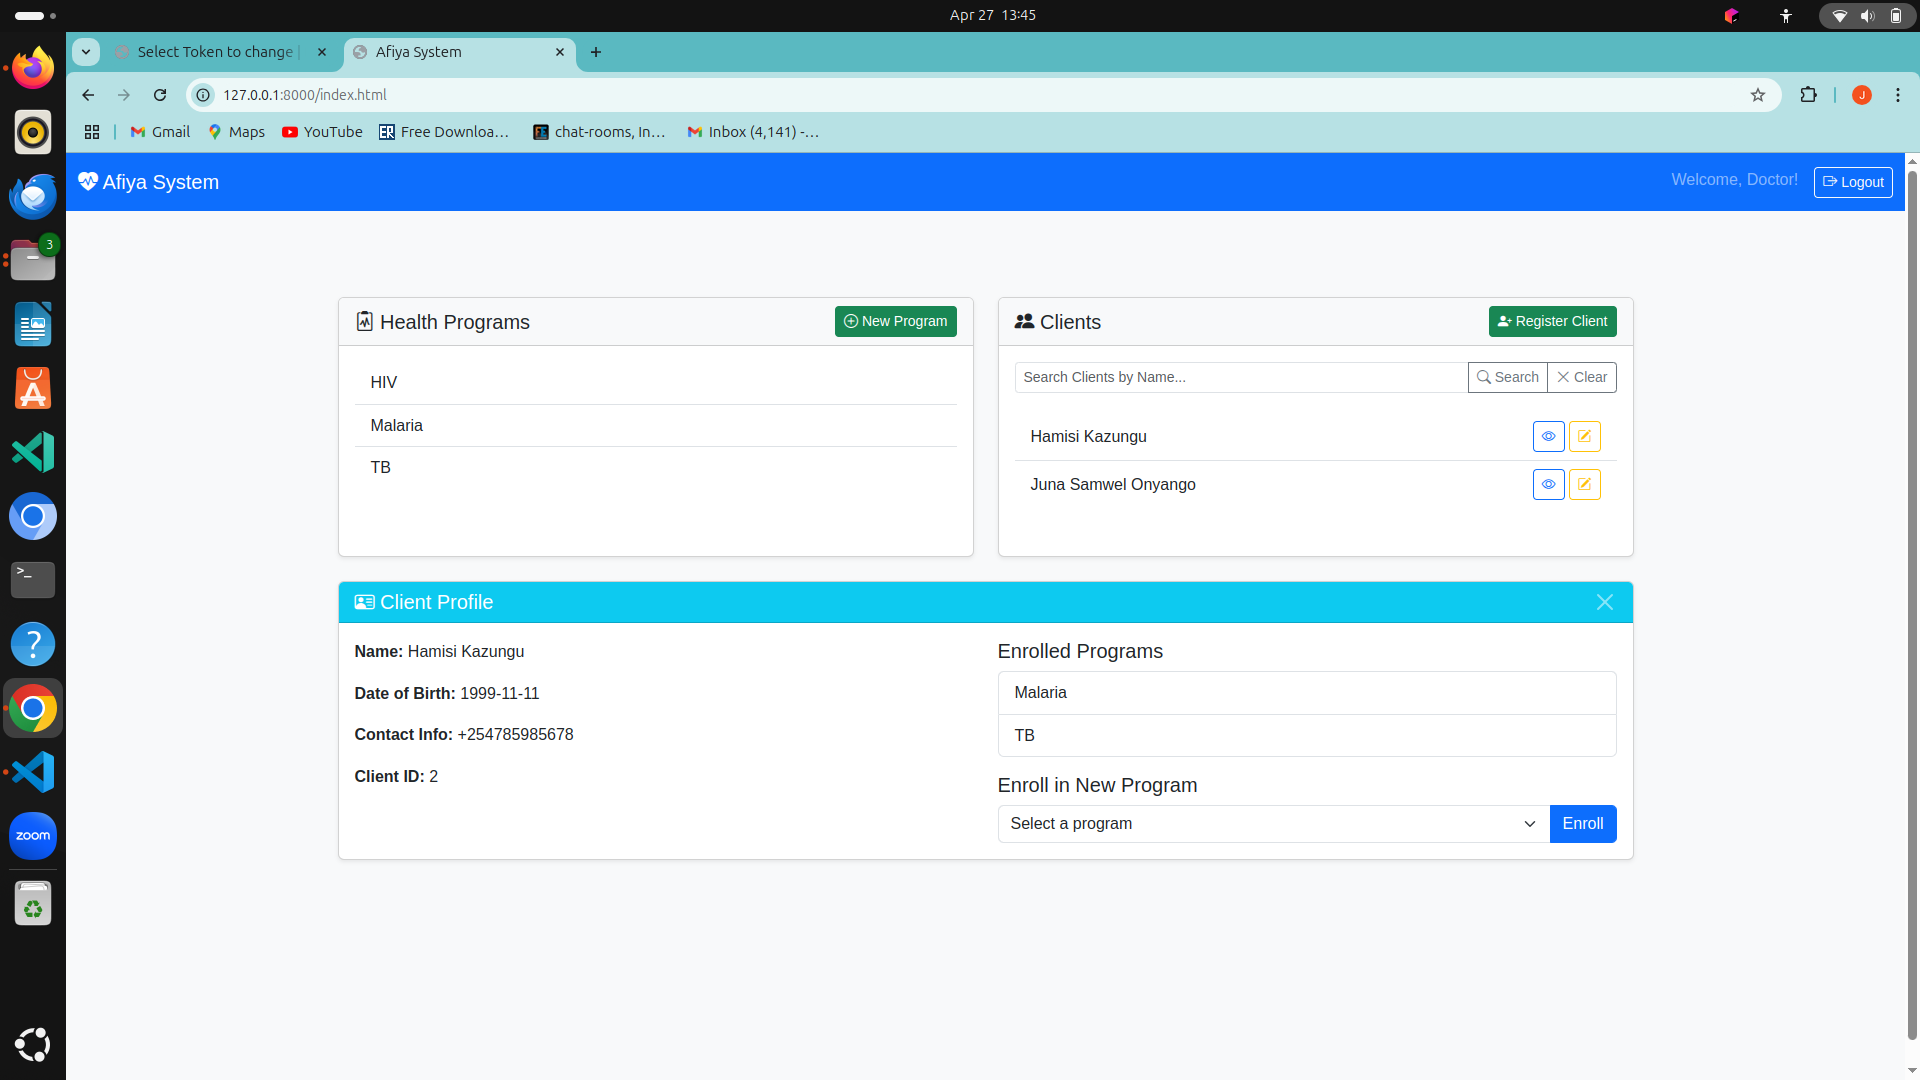 Apr 27 13:45
Select Token to change |
Afiya System
127.0.0.1:8000/index.html
J
Gmail
Maps
YouTube
Free Downloa...
chat-rooms, In...
Inbox (4,141) -...
Afiya System
Welcome, Doctor!
Logout
Health Programs
New Program
HIV
Malaria
TB
Clients
Register Client
Search Clients by Name...
Search
Clear
Hamisi Kazungu
Juna Samwel Onyango
Client Profile
Name: Hamisi Kazungu
Date of Birth: 1999-11-11
Contact Info: +254785985678
Client ID: 2
Enrolled Programs
Malaria
TB
Enroll in New Program
Select a program
Enroll
3
>_
?
zoom